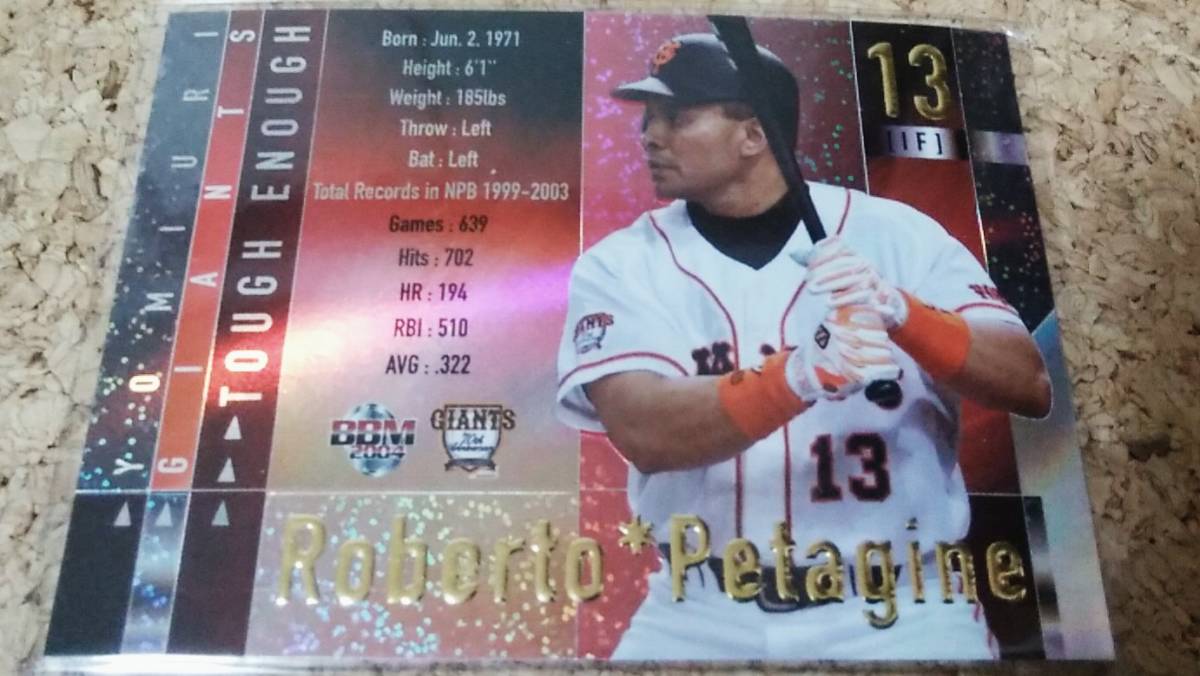 YOMIURI
GIANTS
TOUGH ENOUGH
Born : Jun. 2. 1971
Height : 6'1"
Weight : 185lbs
Throw : Left
Bat : Left
Total Records in NPB 1999-2003
Games : 639
Hits : 702
HR : 194
RBI : 510
AVG : .322
BBM
2004
GIANTS
70th
13
[IF]
GIANTS
13
Roberto*Petagine